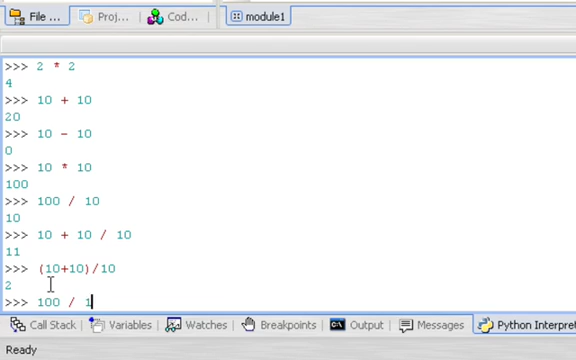 File ... Proj... Cod... module1
>>> 2 * 2
4
>>> 10 + 10
20
>>> 10 - 10
0
>>> 10 * 10
100
>>> 100 / 10
10
>>> 10 + 10 / 10
11
>>> (10+10)/10
2
>>> 100 / 1
Call Stack Variables Watches Breakpoints Output Messages Python Interpret
Ready